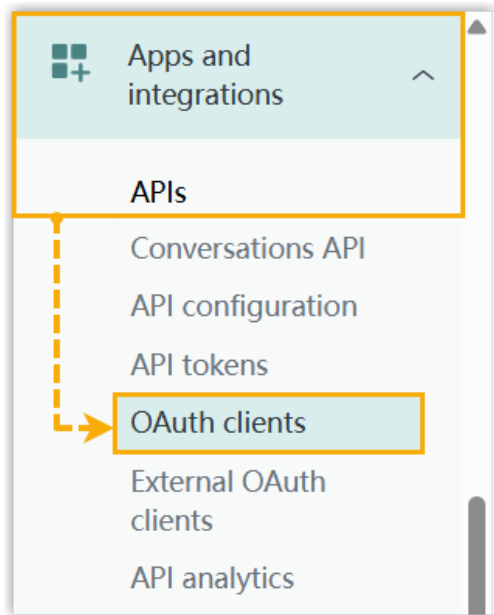 Apps and
integrations
APIs
Conversations API
API configuration
API tokens
OAuth clients
External OAuth
clients
API analytics